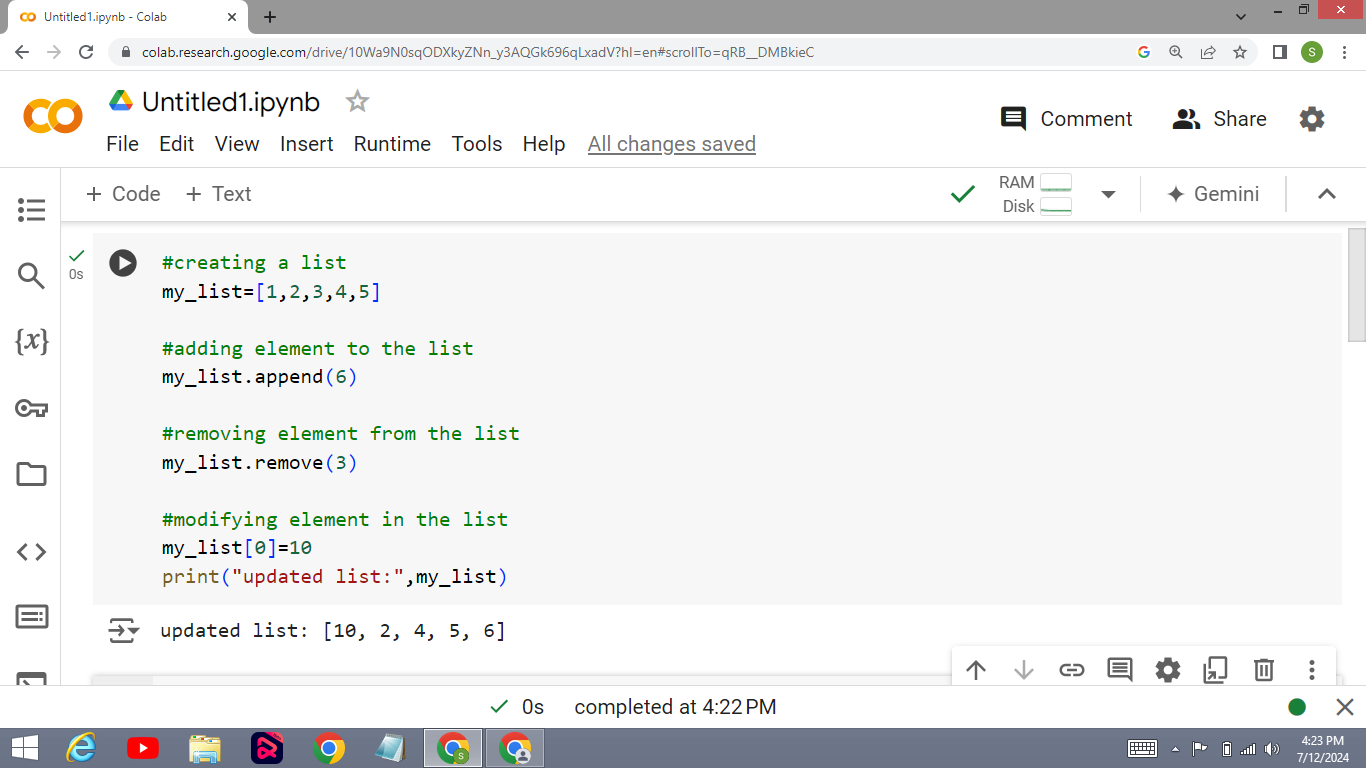 Untitled1.ipynb - Colab
colab.research.google.com/drive/10Wa9N0sqODXkyZNn_y3AQGk696qLxadV?hl=en#scrollTo=qRB__DMBkieC
S
Untitled1.ipynb
Comment
Share
File Edit View Insert Runtime Tools Help All changes saved
+ Code + Text
RAM
Disk
Gemini
{x}
0s
#creating a list
my_list=[1,2,3,4,5]
#adding element to the list
my_list.append(6)
#removing element from the list
my_list.remove(3)
#modifying element in the list
my_list[0]=10
print("updated list:",my_list)
updated list: [10, 2, 4, 5, 6]
0s completed at 4:22 PM
4:23 PM
7/12/2024